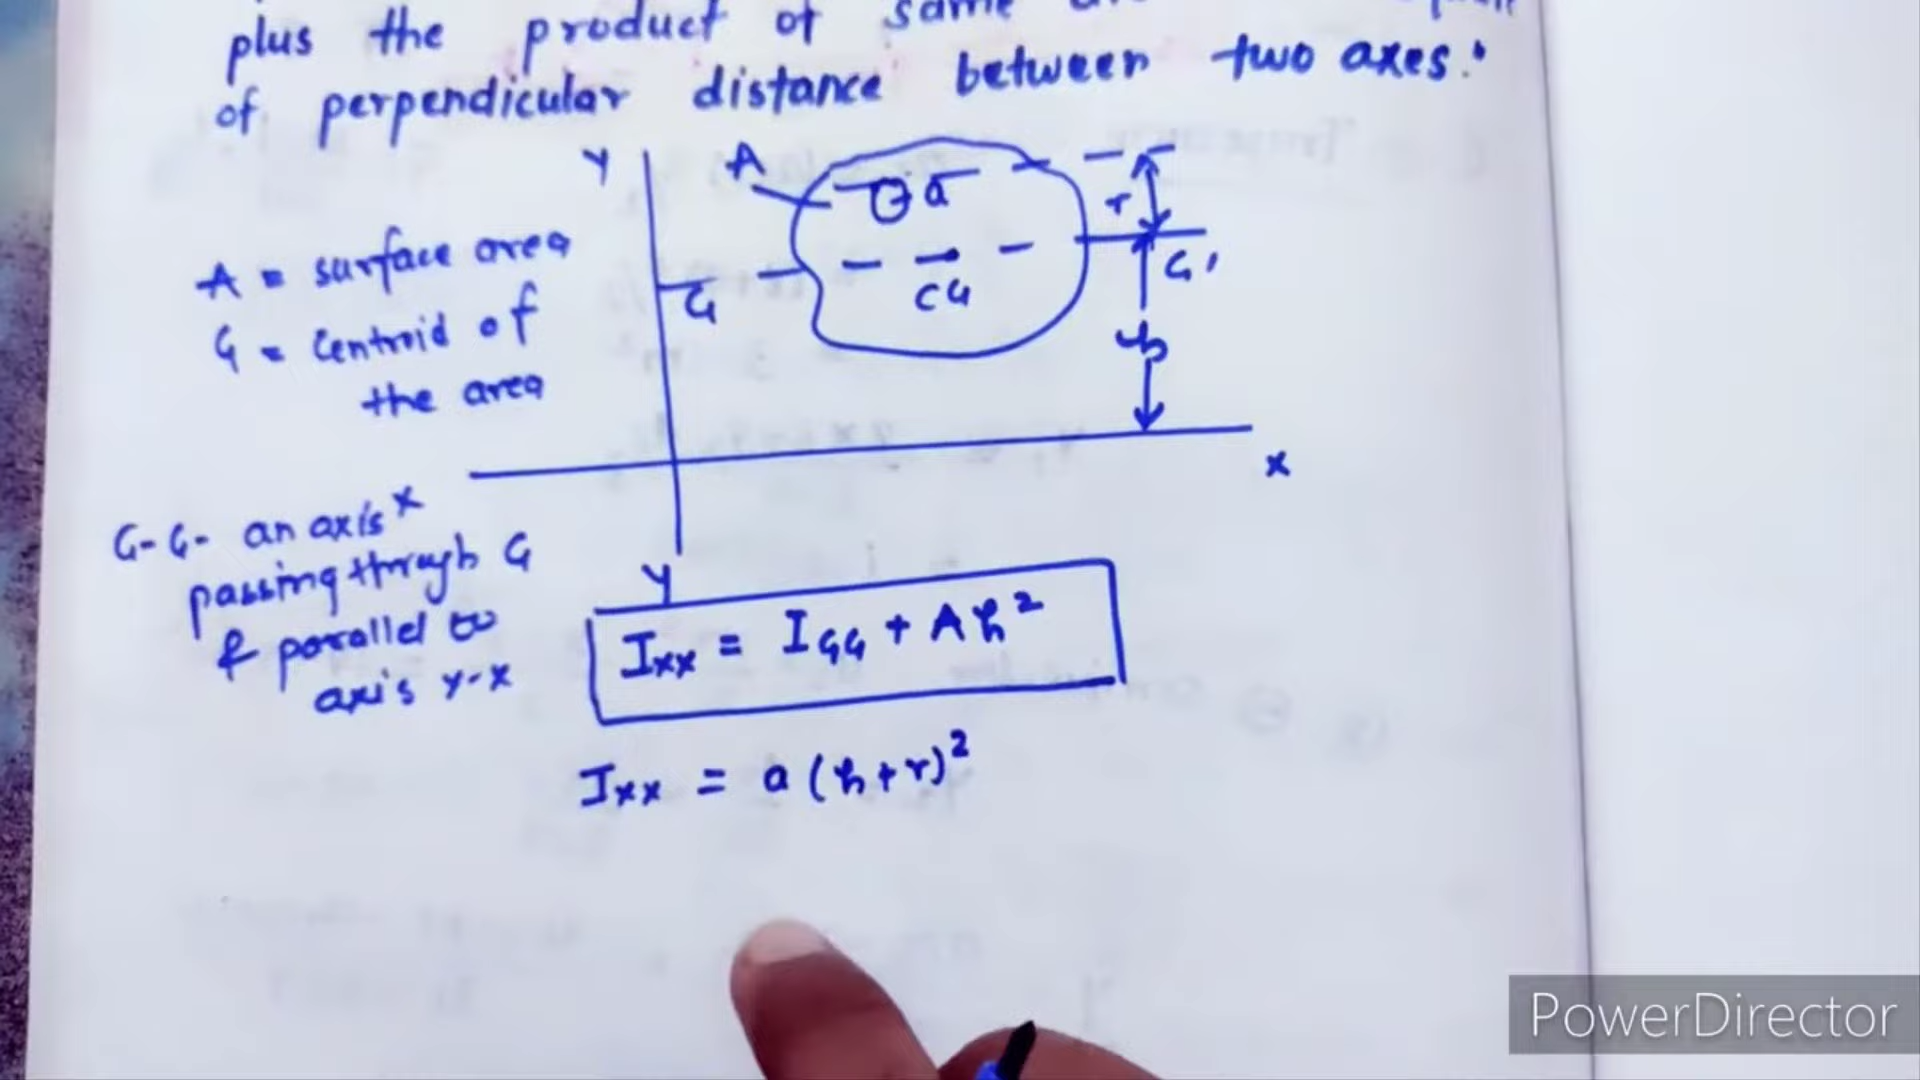 plus the product of same
of perpendicular distance between two axes.
Y
A
a
r
A = surface area
G
CG
G'
G = Centroid of
the area
h
X
G-G- an axis
X
passing through G
& parallel to
axis Y-X
Y
Ixx = IGG + Ah²
Ixx = a (h+r)²
PowerDirector